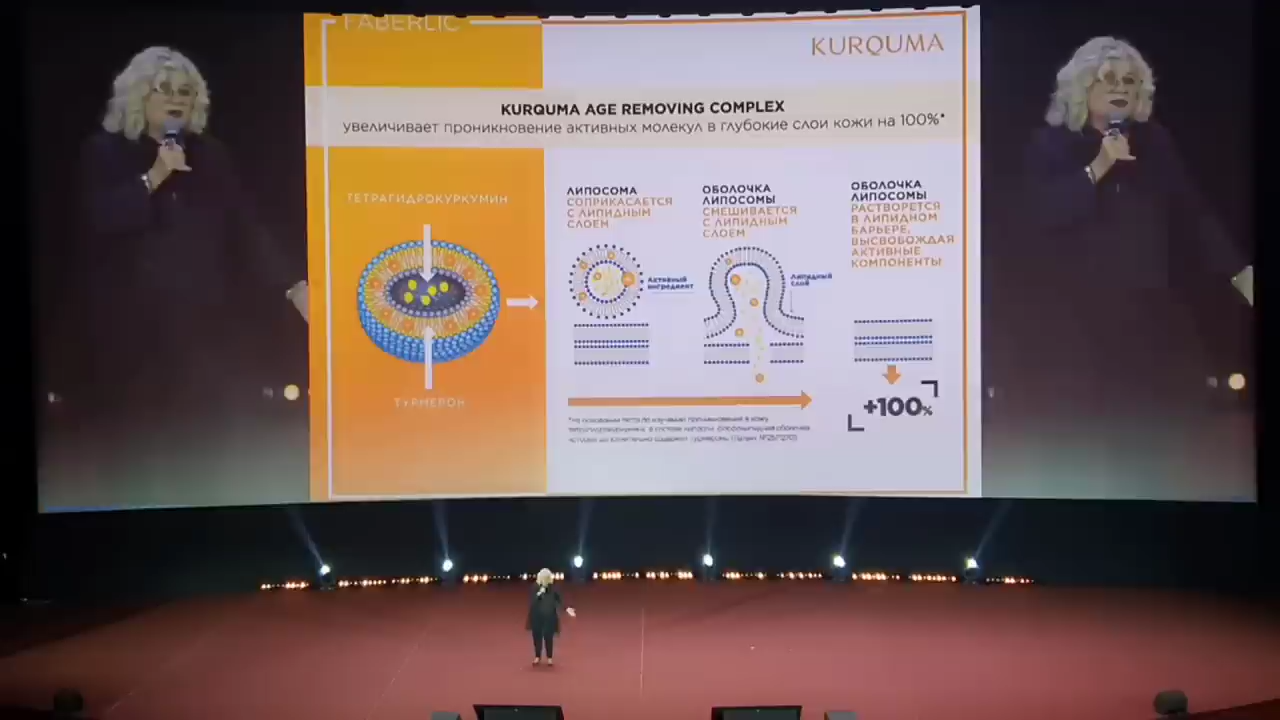 FABERLIC
KURQUMA
KURQUMA AGE REMOVING COMPLEX
увеличивает проникновение активных молекул в глубокие слои кожи на 100%*
ТЕТРАГИДРОКУРКУМИН
ТУРМЕРОН
ЛИПОСОМА
СОПРИКАСАЕТСЯ
С ЛИПИДНЫМ
СЛОЕМ
Активный
ингредиент
ОБОЛОЧКА
ЛИПОСОМЫ
СМЕШИВАЕТСЯ
С ЛИПИДНЫМ
СЛОЕМ
Липидный
слой
ОБОЛОЧКА
ЛИПОСОМЫ
РАСТВОРЕТСЯ
В ЛИПИДНОМ
БАРЬЕРЕ,
ВЫСВОБОЖДАЯ
АКТИВНЫЕ
КОМПОНЕНТЫ
+100%